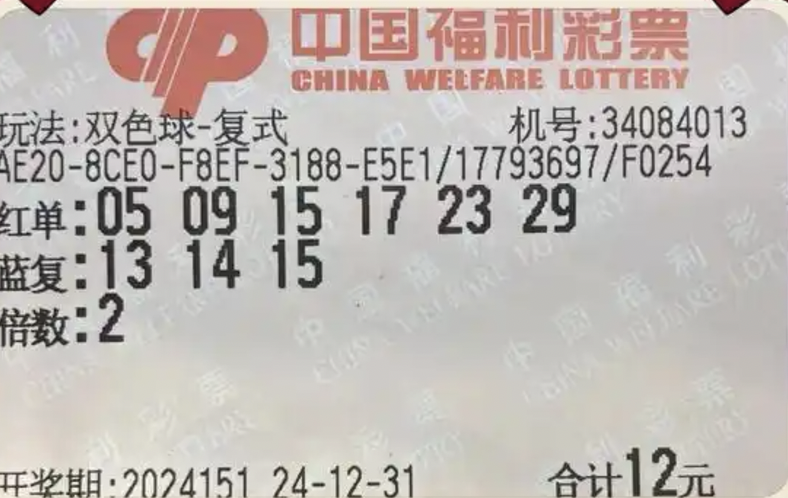 中国福利彩票
CHINA WELFARE LOTTERY
玩法:双色球-复式 机号:34084013
AE20-8CE0-F8EF-3188-E5E1/17793697/F0254
红单:05 09 15 17 23 29
蓝复:13 14 15
倍数:2
开奖期:2024151 24-12-31 合计12元